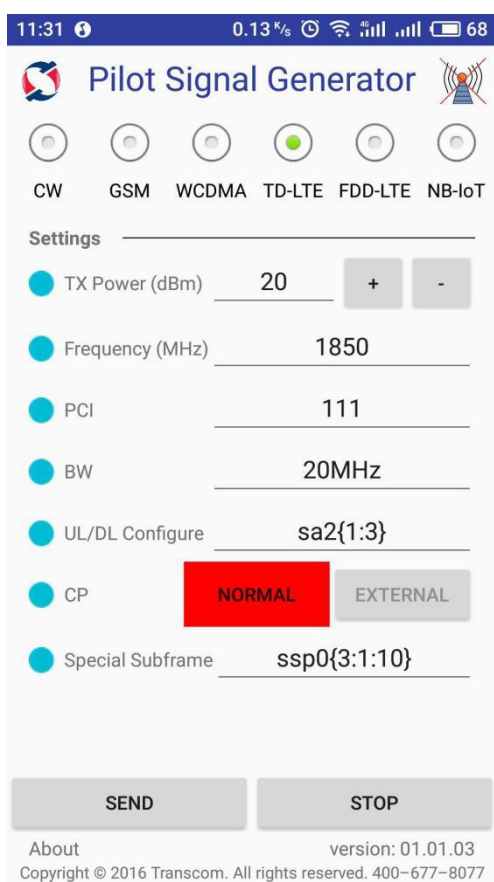 11:31 0.13 K/s 4G 68
Pilot Signal Generator
CW GSM WCDMA TD-LTE FDD-LTE NB-IoT
Settings
TX Power (dBm) 20 + -
Frequency (MHz) 1850
PCI 111
BW 20MHz
UL/DL Configure sa2{1:3}
CP NORMAL EXTERNAL
Special Subframe ssp0{3:1:10}
SEND STOP
About version: 01.01.03
Copyright © 2016 Transcom. All rights reserved. 400-677-8077